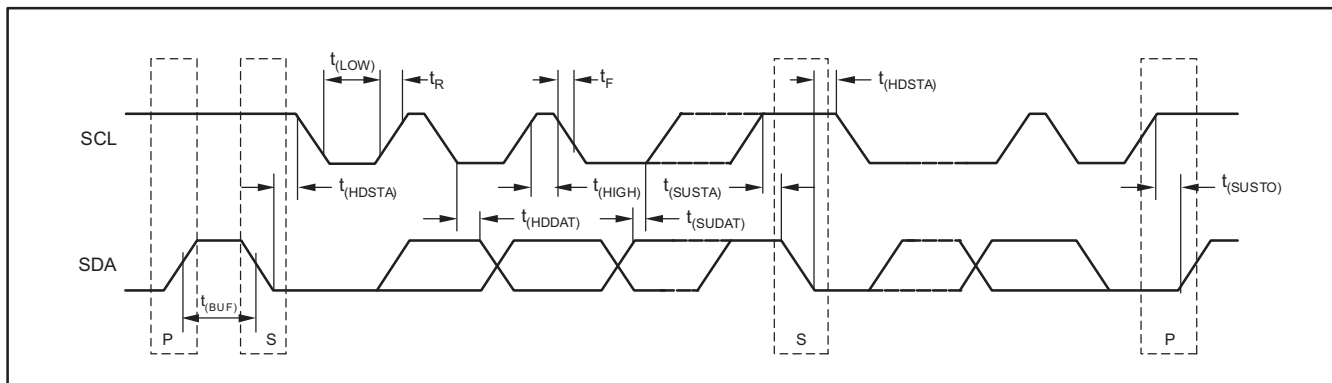 t(LOW)
tR
tF
t(HDSTA)
SCL
t(HDSTA)
t(HIGH)
t(SUSTA)
t(SUSTO)
t(HDDAT)
t(SUDAT)
SDA
t(BUF)
P
S
S
P